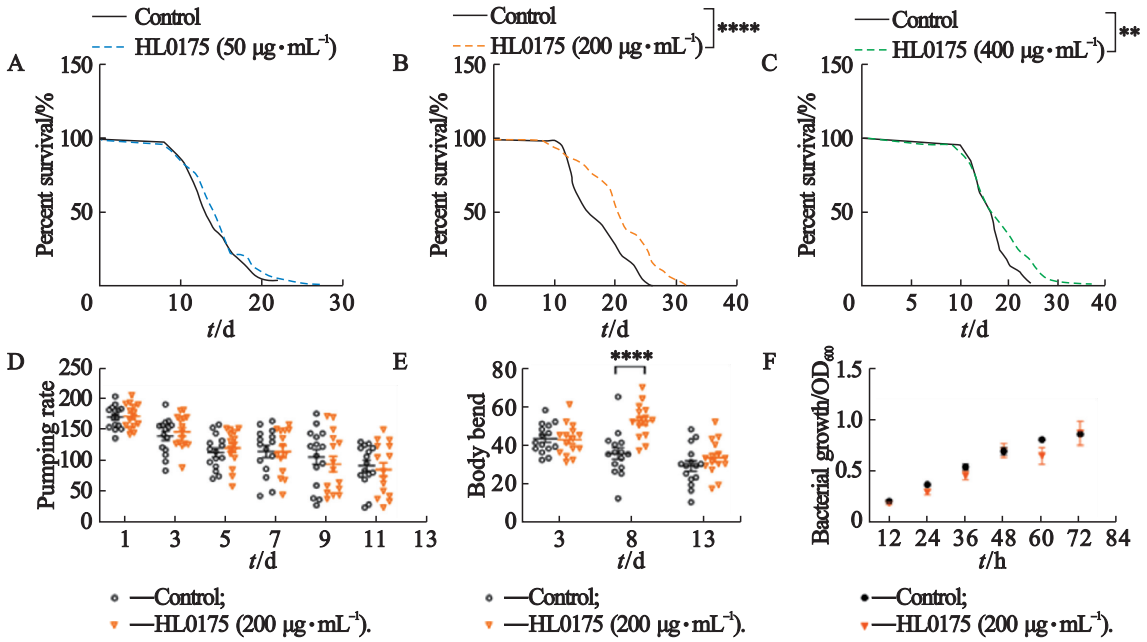 Control
HL0175 (50 μg·mL⁻¹)
A
Percent survival/%
150
100
50
0
10
20
30
t/d
Control
HL0175 (200 μg·mL⁻¹)
****
B
Percent survival/%
150
100
50
0
10
20
30
40
t/d
Control
HL0175 (400 μg·mL⁻¹)
**
C
Percent survival/%
150
100
50
0
5
10
20
30
40
t/d
D
Pumping rate
250
200
150
100
50
0
1
3
5
7
9
11
13
t/d
Control;
HL0175 (200 μg·mL⁻¹).
E
Body bend
80
60
40
20
0
****
3
8
13
t/d
Control;
HL0175 (200 μg·mL⁻¹).
F
Bacterial growth/OD₆₀₀
1.5
1.0
0.5
0
12
24
36
48
60
72
84
t/h
Control;
HL0175 (200 μg·mL⁻¹).